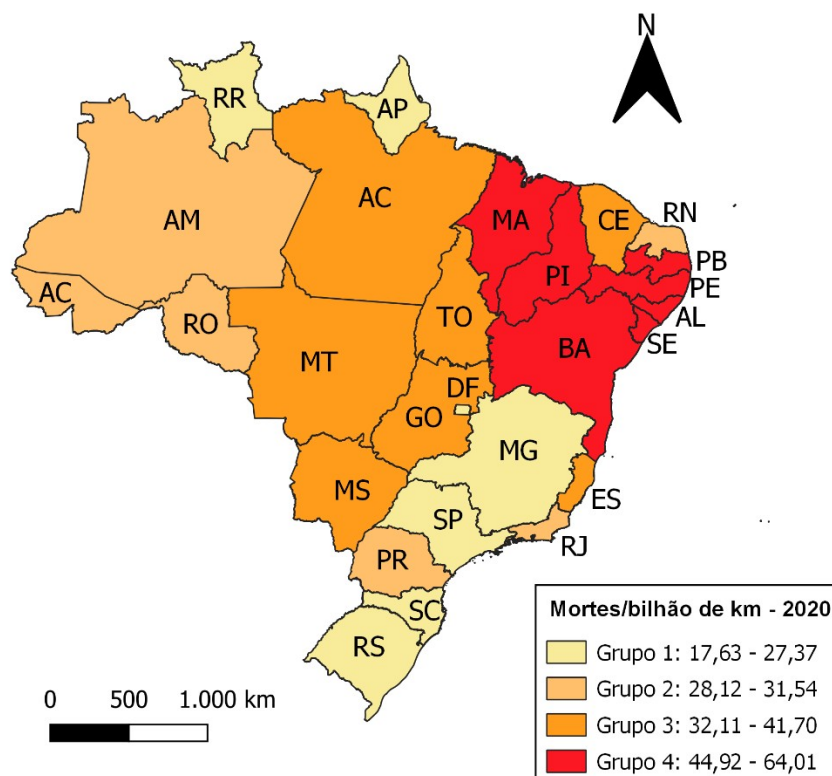 N
RR
AP
AM
AC
MA
CE
RN
PB
PI
PE
AC
RO
TO
AL
SE
BA
MT
DF
GO
MG
MS
ES
SP
RJ
PR
SC
RS
Mortes/bilhão de km - 2020
Grupo 1: 17,63 - 27,37
Grupo 2: 28,12 - 31,54
Grupo 3: 32,11 - 41,70
Grupo 4: 44,92 - 64,01
0 500 1.000 km